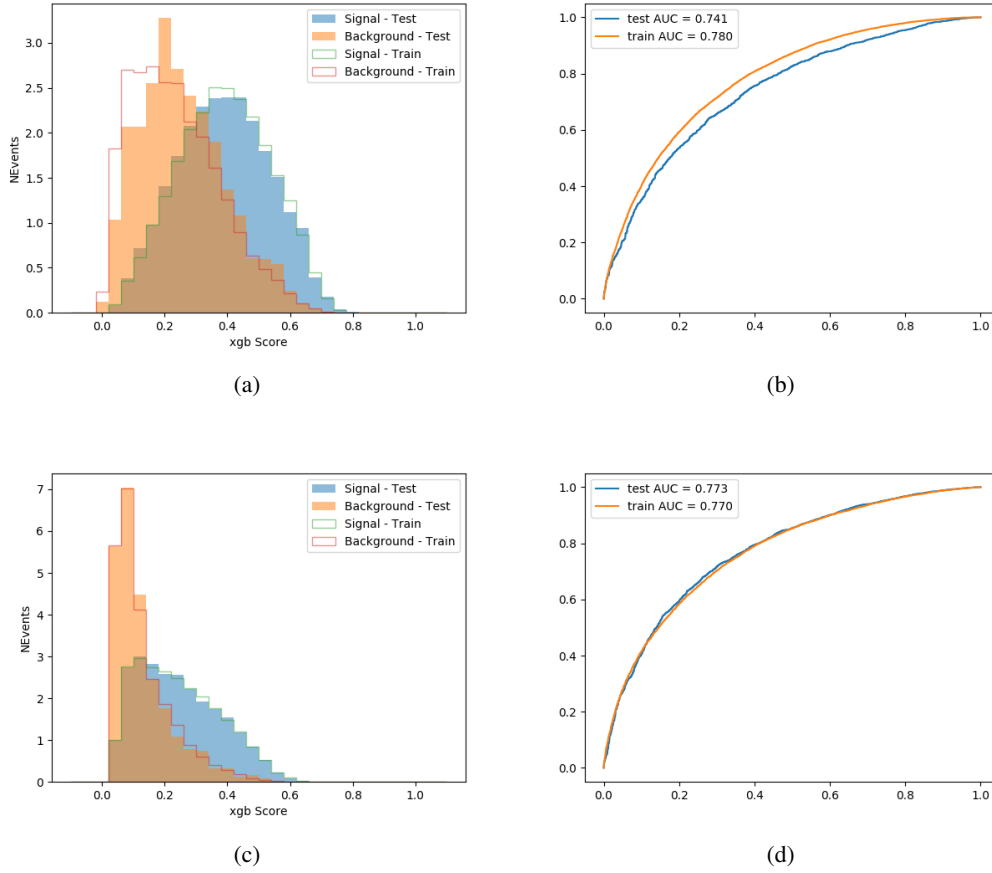 Signal - Test
Background - Test
Signal - Train
Background - Train
NEvents
3.0
2.5
2.0
1.5
1.0
0.5
0.0
0.0 0.2 0.4 0.6 0.8 1.0
xgb Score
(a)
test AUC = 0.741
train AUC = 0.780
1.0
0.8
0.6
0.4
0.2
0.0
0.0 0.2 0.4 0.6 0.8 1.0
(b)
Signal - Test
Background - Test
Signal - Train
Background - Train
NEvents
7
6
5
4
3
2
1
0
0.0 0.2 0.4 0.6 0.8 1.0
xgb Score
(c)
test AUC = 0.773
train AUC = 0.770
1.0
0.8
0.6
0.4
0.2
0.0
0.0 0.2 0.4 0.6 0.8 1.0
(d)